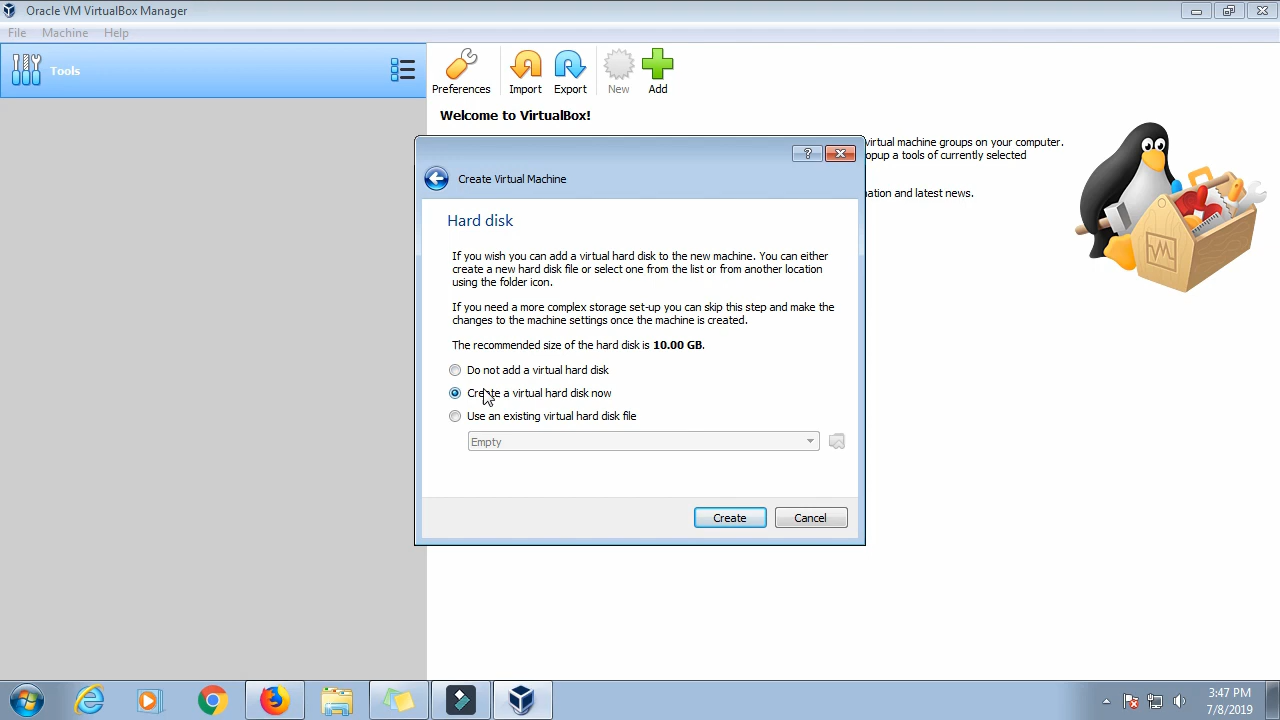 Oracle VM VirtualBox Manager
File Machine Help
Tools
Preferences Import Export New Add
Welcome to VirtualBox!
virtual machine groups on your computer.
opup a tools of currently selected
ation and latest news.
Create Virtual Machine
Hard disk
If you wish you can add a virtual hard disk to the new machine. You can either
create a new hard disk file or select one from the list or from another location
using the folder icon.
If you need a more complex storage set-up you can skip this step and make the
changes to the machine settings once the machine is created.
The recommended size of the hard disk is 10.00 GB.
Do not add a virtual hard disk
Create a virtual hard disk now
Use an existing virtual hard disk file
Empty
Create Cancel
3:47 PM
7/8/2019